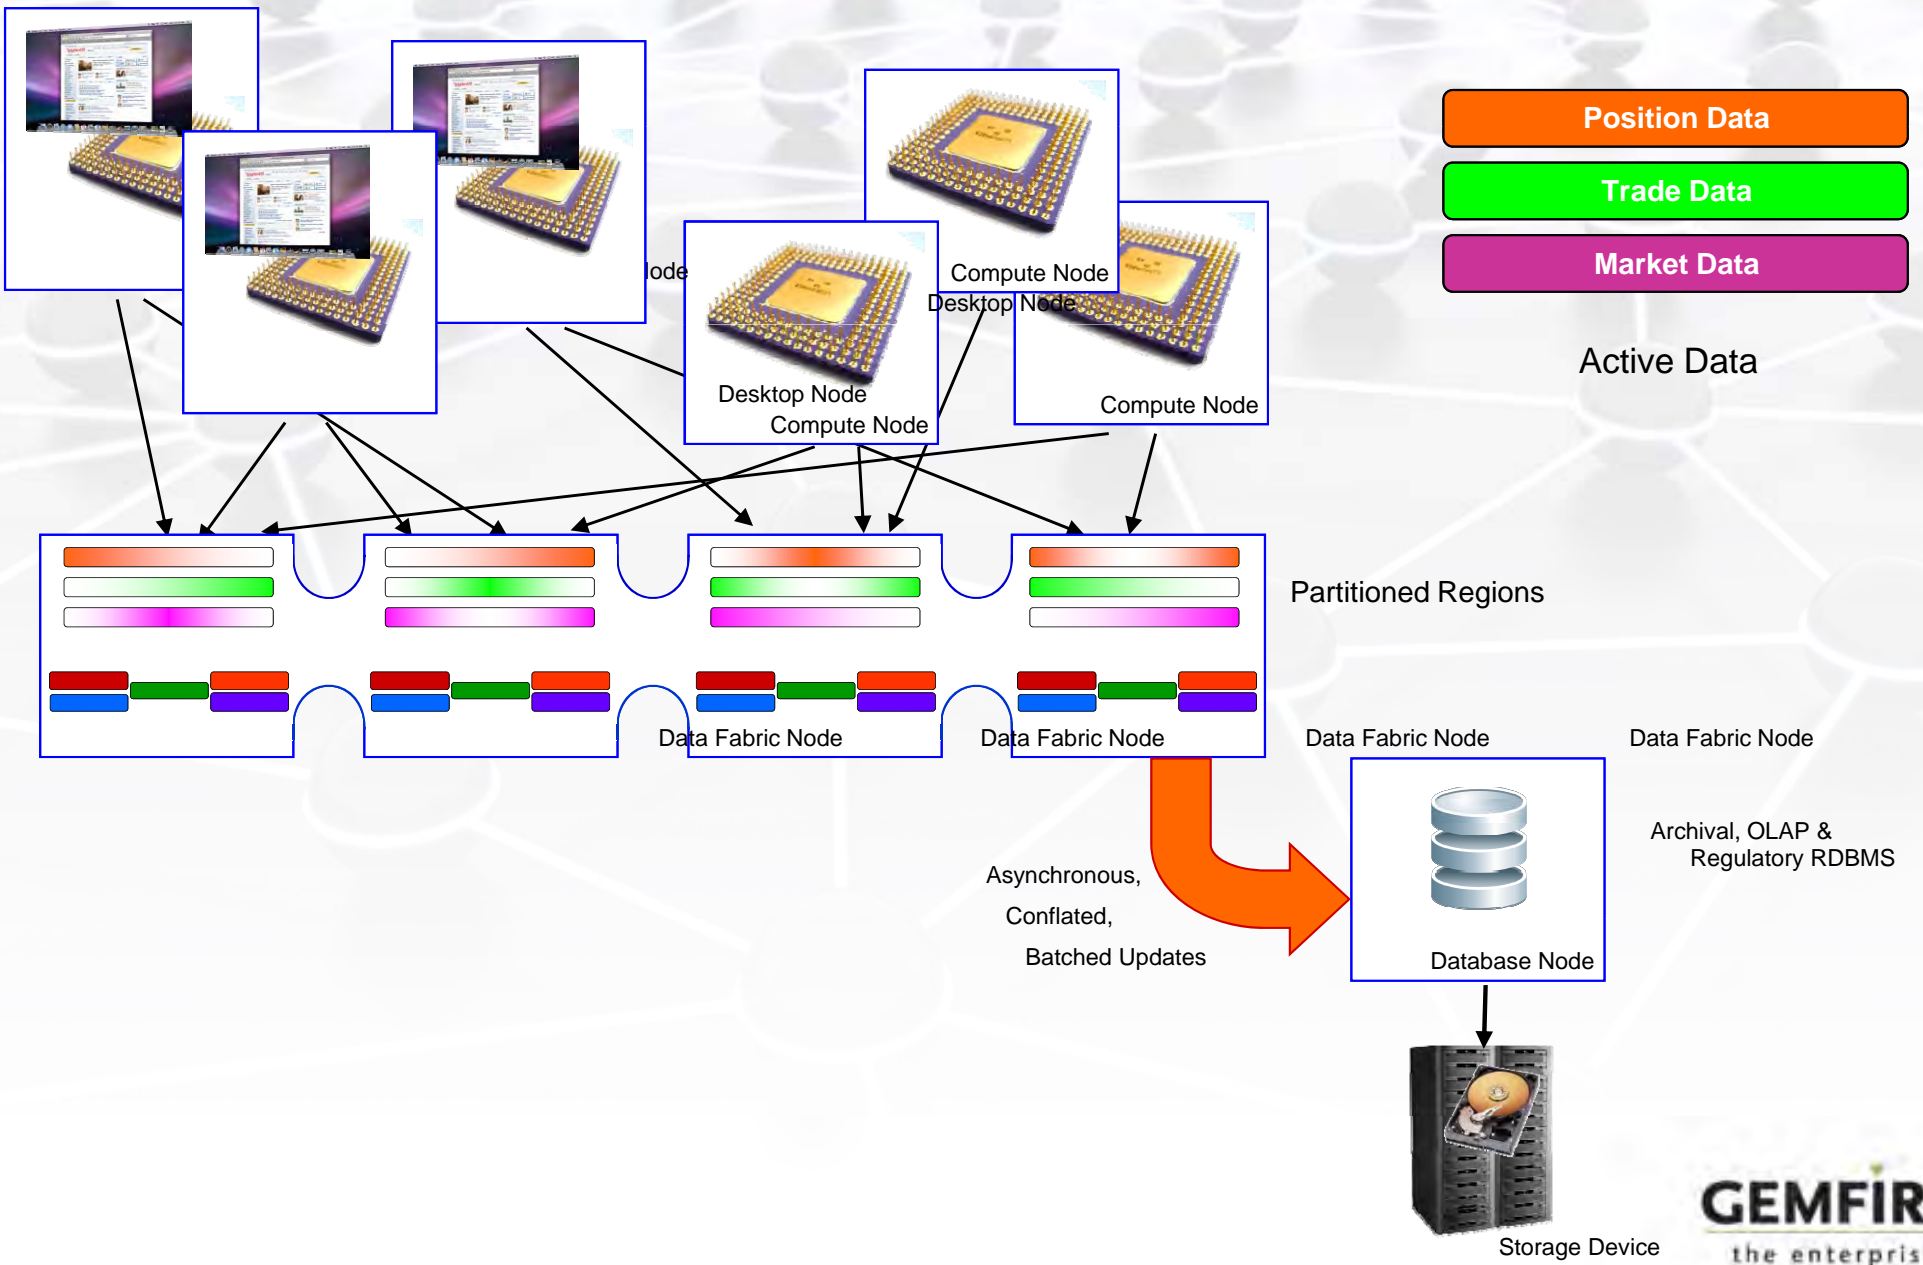 Position Data
Trade Data
Market Data
Active Data
Compute Node
Desktop Node
Desktop Node
Compute Node
Compute Node
Partitioned Regions
Data Fabric Node
Data Fabric Node
Data Fabric Node
Data Fabric Node
Archival, OLAP &
Regulatory RDBMS
Asynchronous,
Conflated,
Batched Updates
Database Node
Storage Device
GEMFIR
the enterpris